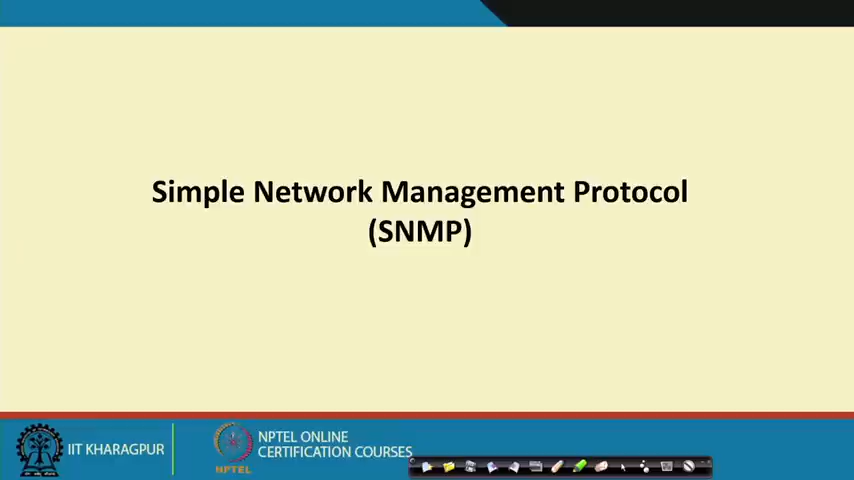 Simple Network Management Protocol
(SNMP)
IIT KHARAGPUR
NPTEL
NPTEL ONLINE
CERTIFICATION COURSES